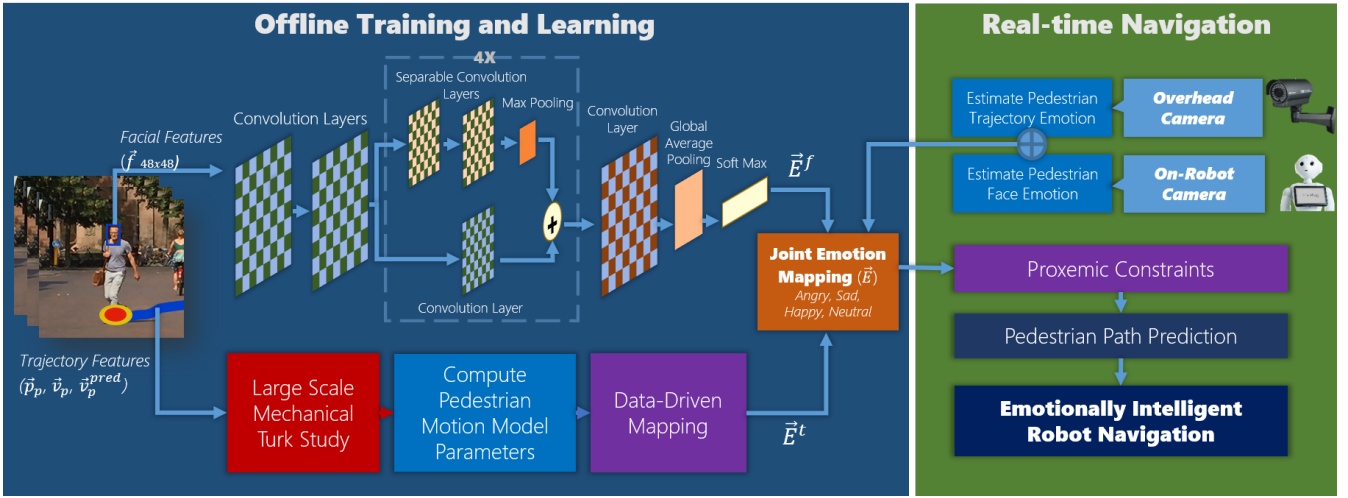 Offline Training and Learning
4X
Separable Convolution
Layers
Max Pooling
Convolution Layers
Facial Features
(f⃗ 48x48)
Convolution
Layer
Global
Average
Pooling
Soft Max
E⃗^f
Convolution Layer
Trajectory Features
(p⃗_p, v⃗_p, v⃗_p^pred)
Large Scale
Mechanical
Turk Study
Compute
Pedestrian
Motion Model
Parameters
Data-Driven
Mapping
E⃗^t
Joint Emotion
Mapping (E⃗)
Angry, Sad,
Happy, Neutral
Real-time Navigation
Estimate Pedestrian
Trajectory Emotion
Overhead
Camera
Estimate Pedestrian
Face Emotion
On-Robot
Camera
Proxemic Constraints
Pedestrian Path Prediction
Emotionally Intelligent
Robot Navigation